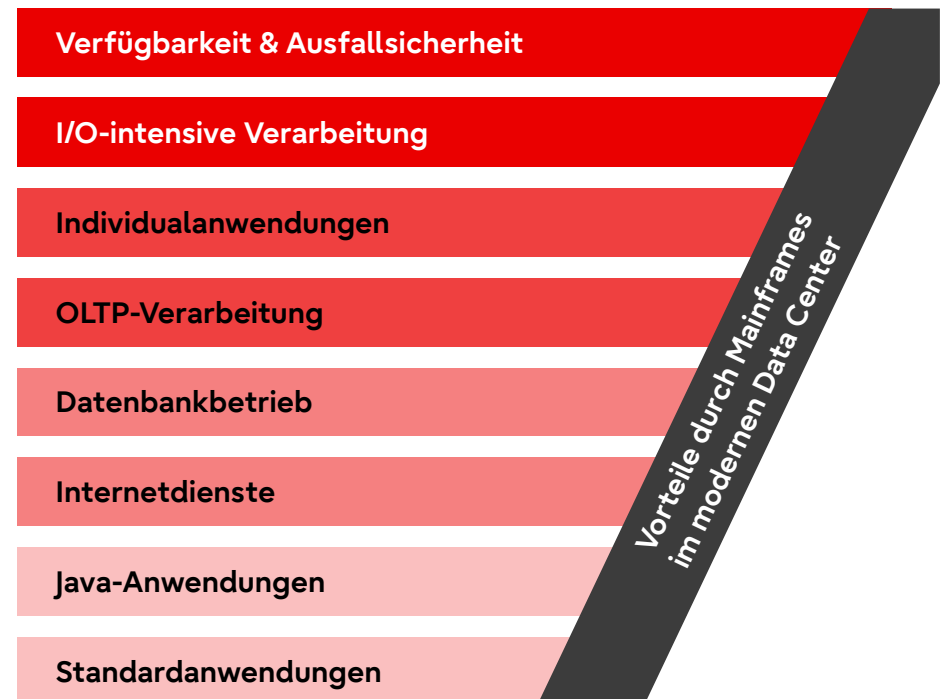 Verfügbarkeit & Ausfallsicherheit
I/O-intensive Verarbeitung
Individualanwendungen
OLTP-Verarbeitung
Datenbankbetrieb
Internetdienste
Java-Anwendungen
Standardanwendungen
Vorteile durch Mainframes
im modernen Data Center